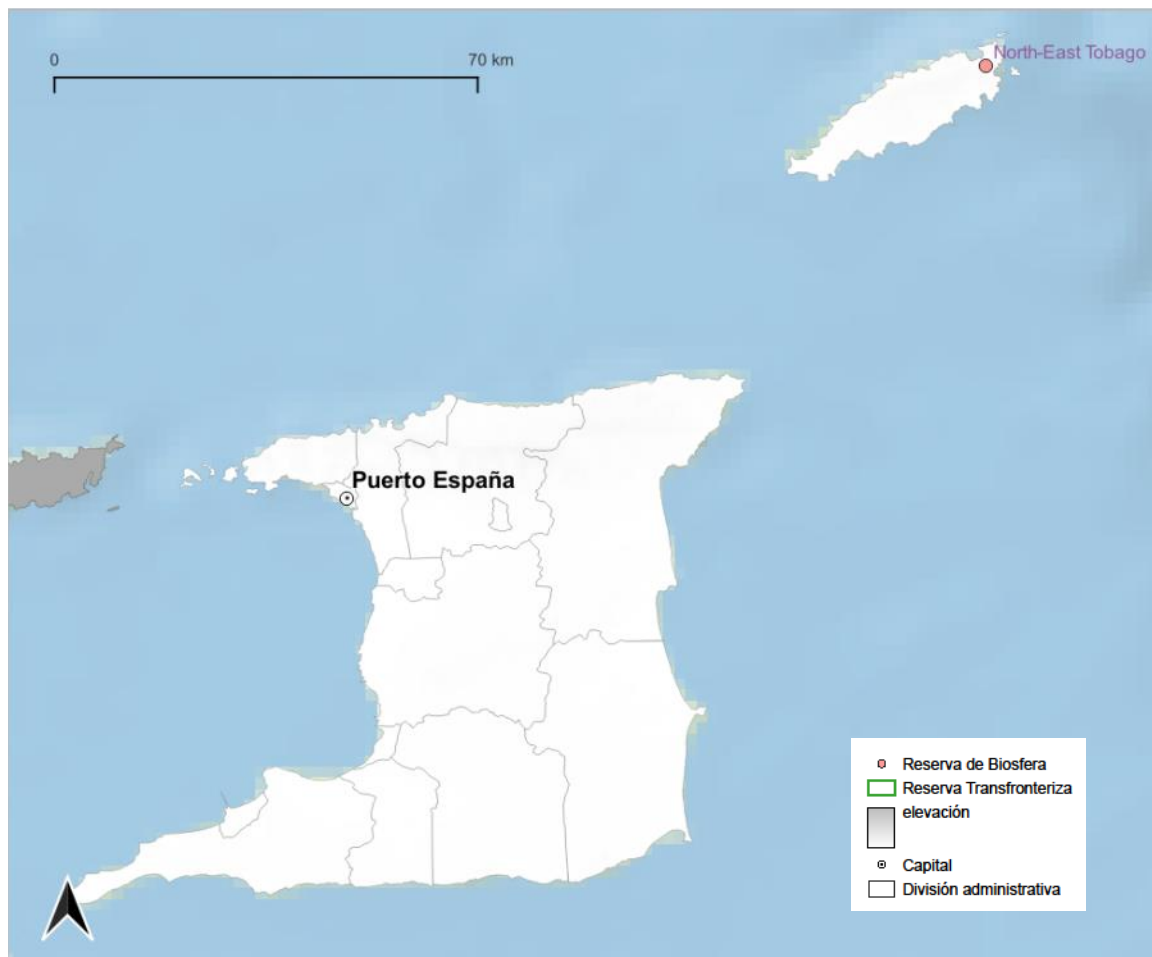 0 70 km
North-East Tobago
Puerto España
Reserva de Biosfera
Reserva Transfronteriza
elevación
Capital
División administrativa